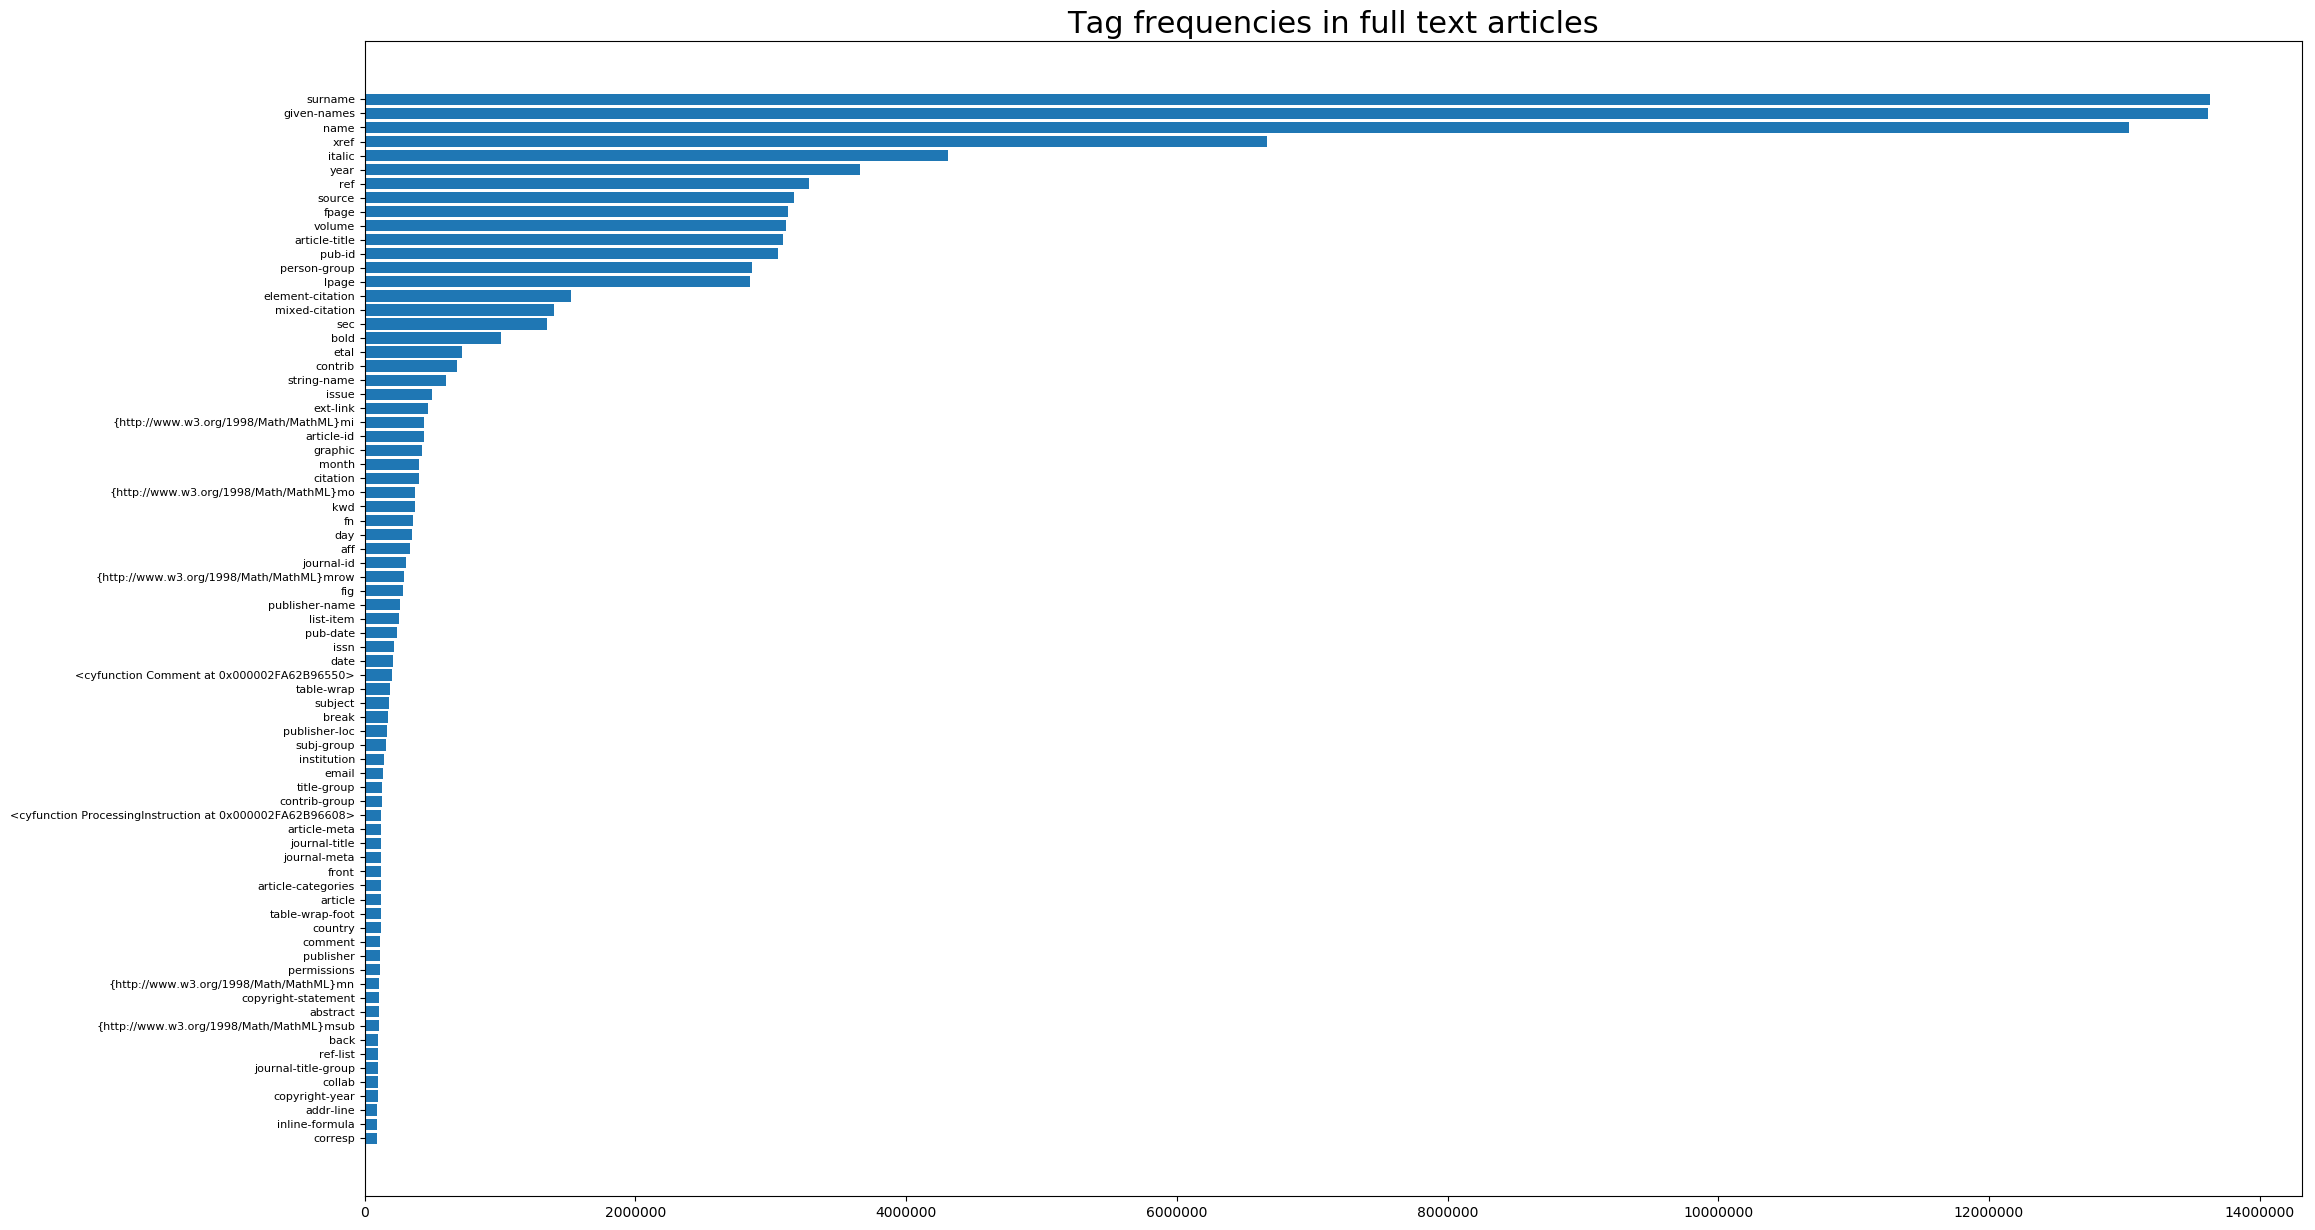 Tag frequencies in full text articles
surname
given-names
name
xref
italic
year
ref
source
fpage
volume
article-title
pub-id
person-group
lpage
element-citation
mixed-citation
sec
bold
etal
contrib
string-name
issue
ext-link
{http://www.w3.org/1998/Math/MathML}mi
article-id
graphic
month
citation
{http://www.w3.org/1998/Math/MathML}mo
kwd
fn
day
aff
journal-id
{http://www.w3.org/1998/Math/MathML}mrow
fig
publisher-name
list-item
pub-date
issn
date
<cyfunction Comment at 0x000002FA62B96550>
table-wrap
subject
break
publisher-loc
subj-group
institution
email
title-group
contrib-group
<cyfunction ProcessingInstruction at 0x000002FA62B96608>
article-meta
journal-title
journal-meta
front
article-categories
article
table-wrap-foot
country
comment
publisher
permissions
{http://www.w3.org/1998/Math/MathML}mn
copyright-statement
abstract
{http://www.w3.org/1998/Math/MathML}msub
back
ref-list
journal-title-group
collab
copyright-year
addr-line
inline-formula
corresp
0 2000000 4000000 6000000 8000000 10000000 12000000 14000000